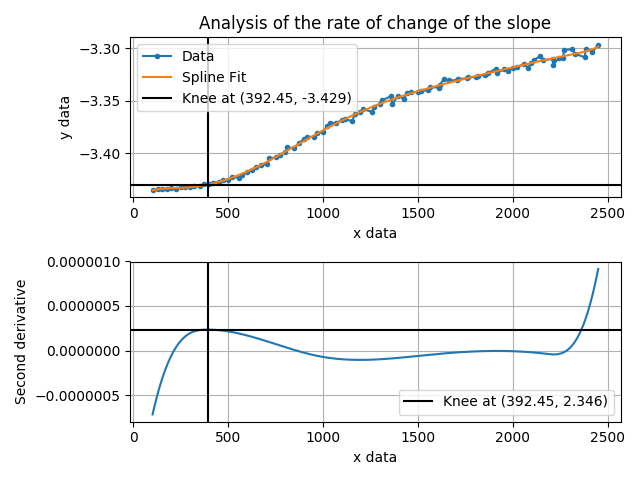 Analysis of the rate of change of the slope
Data
Spline Fit
Knee at (392.45, -3.429)
−3.30
−3.35
−3.40
y data
0
500
1000
1500
2000
2500
x data
0.0000010
0.0000005
0.0000000
−0.0000005
Second derivative
Knee at (392.45, 2.346)
0
500
1000
1500
2000
2500
x data